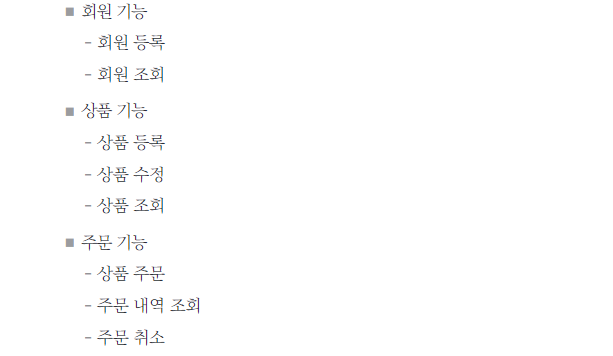 ■ 회원 기능
- 회원 등록
- 회원 조회
■ 상품 기능
- 상품 등록
- 상품 수정
- 상품 조회
■ 주문 기능
- 상품 주문
- 주문 내역 조회
- 주문 취소